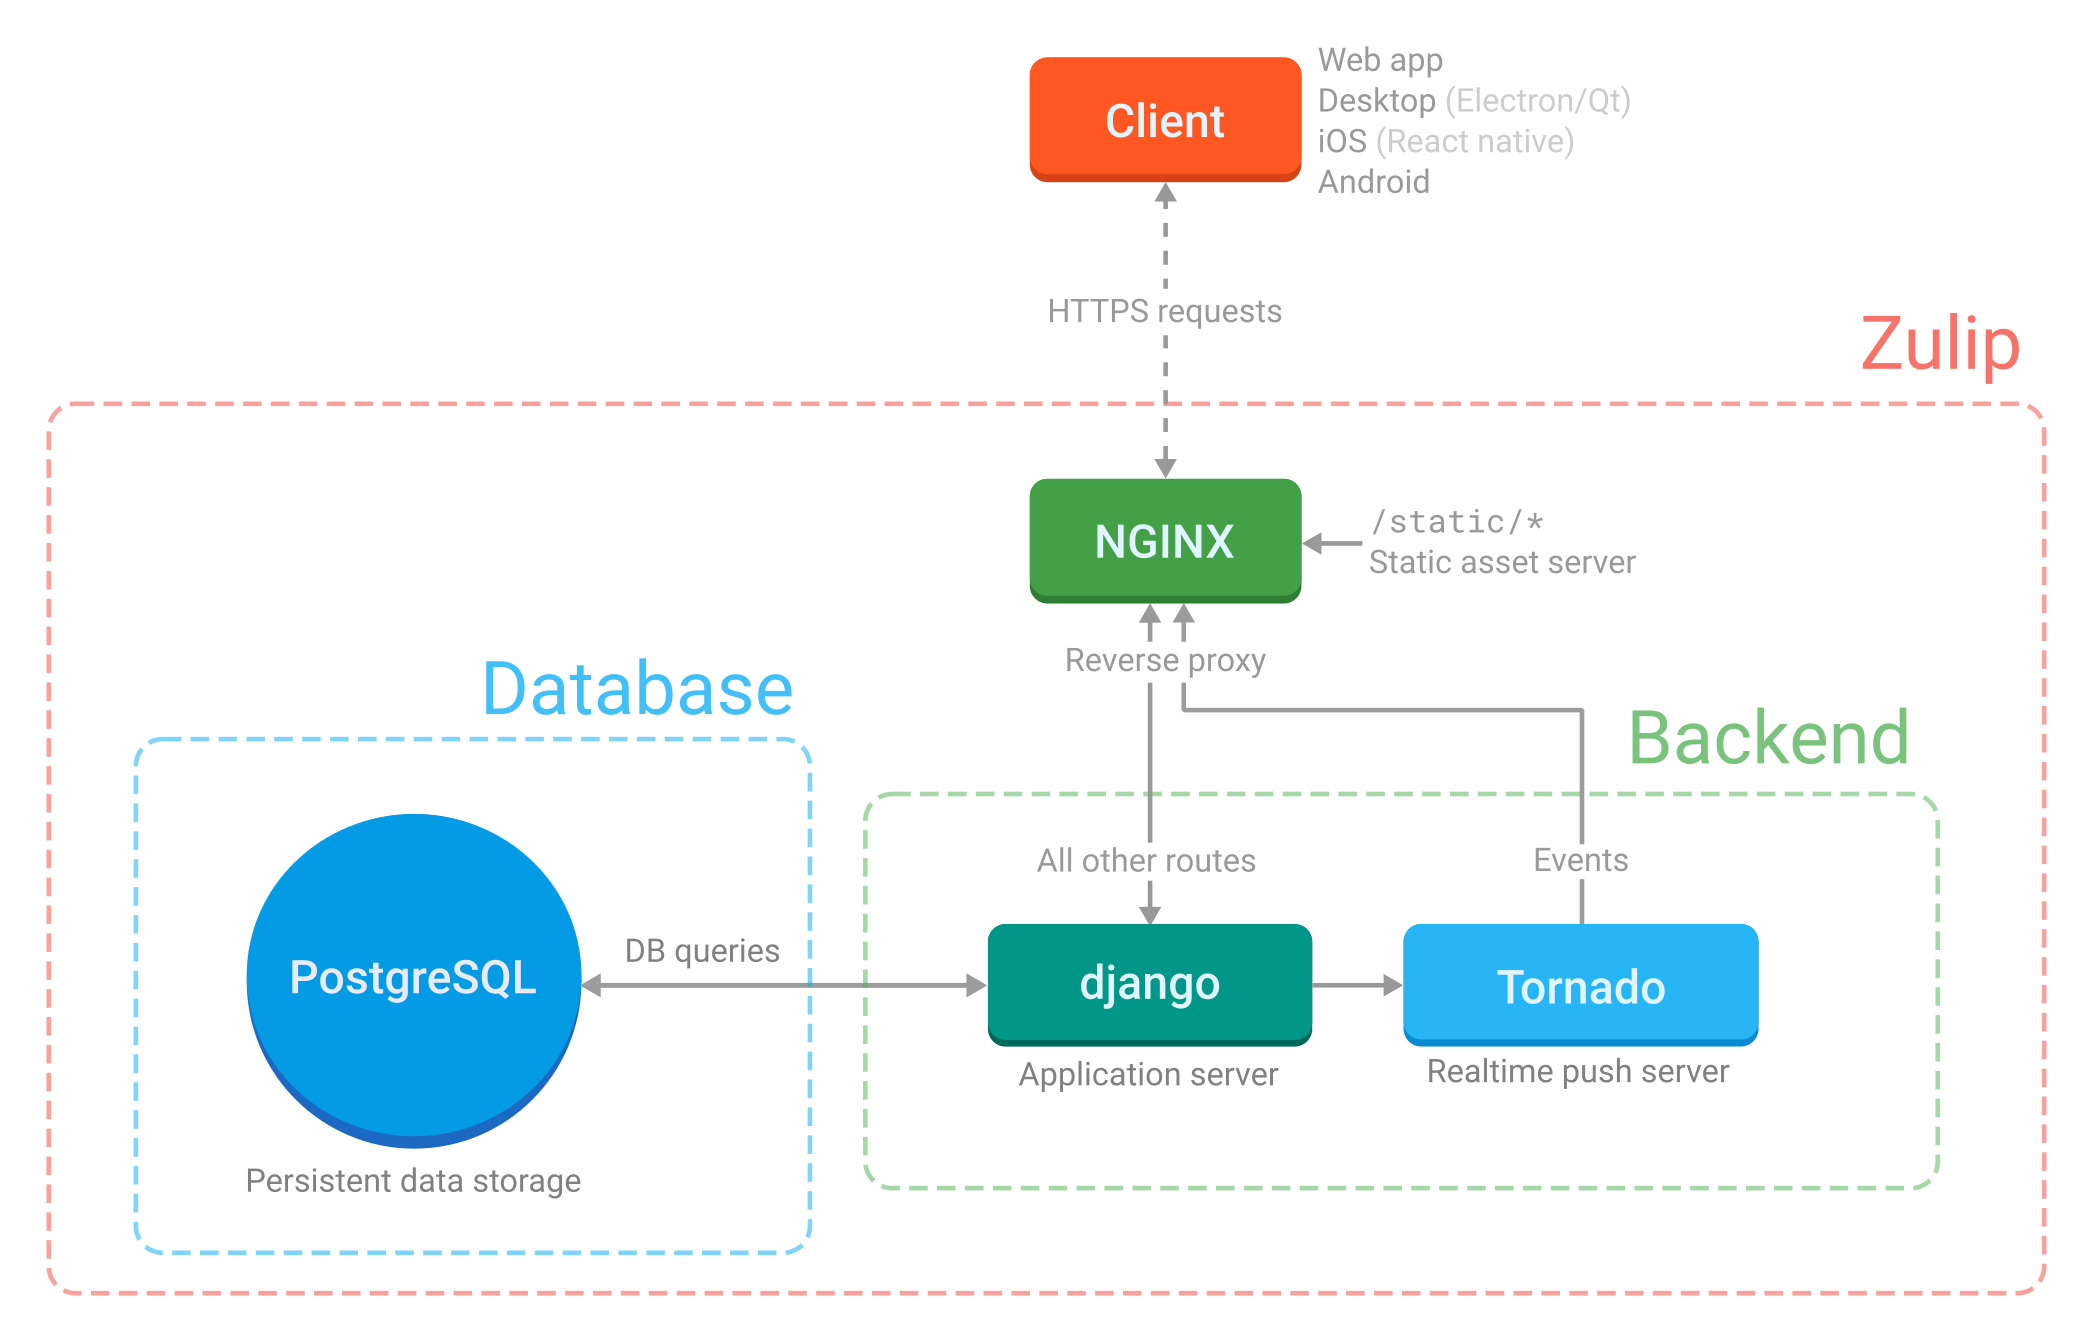 Client
Web app
Desktop (Electron/Qt)
iOS (React native)
Android
HTTPS requests
Zulip
NGINX
/static/*
Static asset server
Reverse proxy
Database
Backend
All other routes
Events
PostgreSQL
DB queries
django
Tornado
Application server
Realtime push server
Persistent data storage